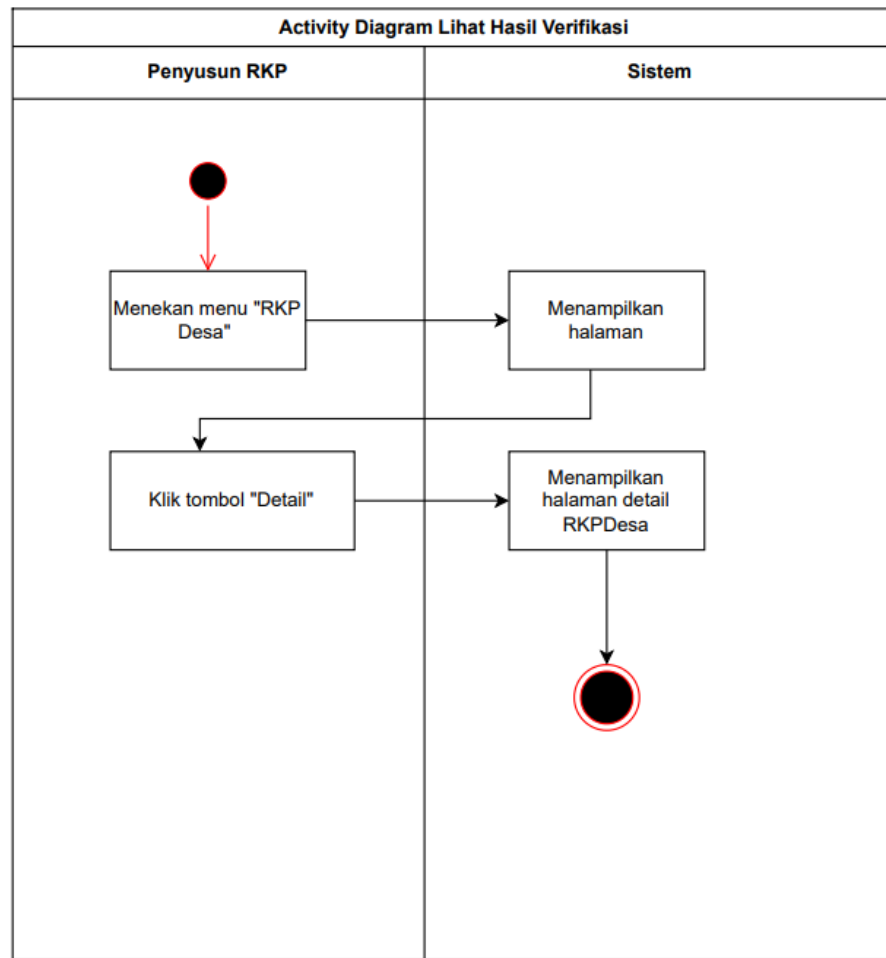 Activity Diagram Lihat Hasil Verifikasi
Penyusun RKP
Sistem
Menekan menu "RKP
Desa"
Menampilkan
halaman
Klik tombol "Detail"
Menampilkan
halaman detail
RKPDesa